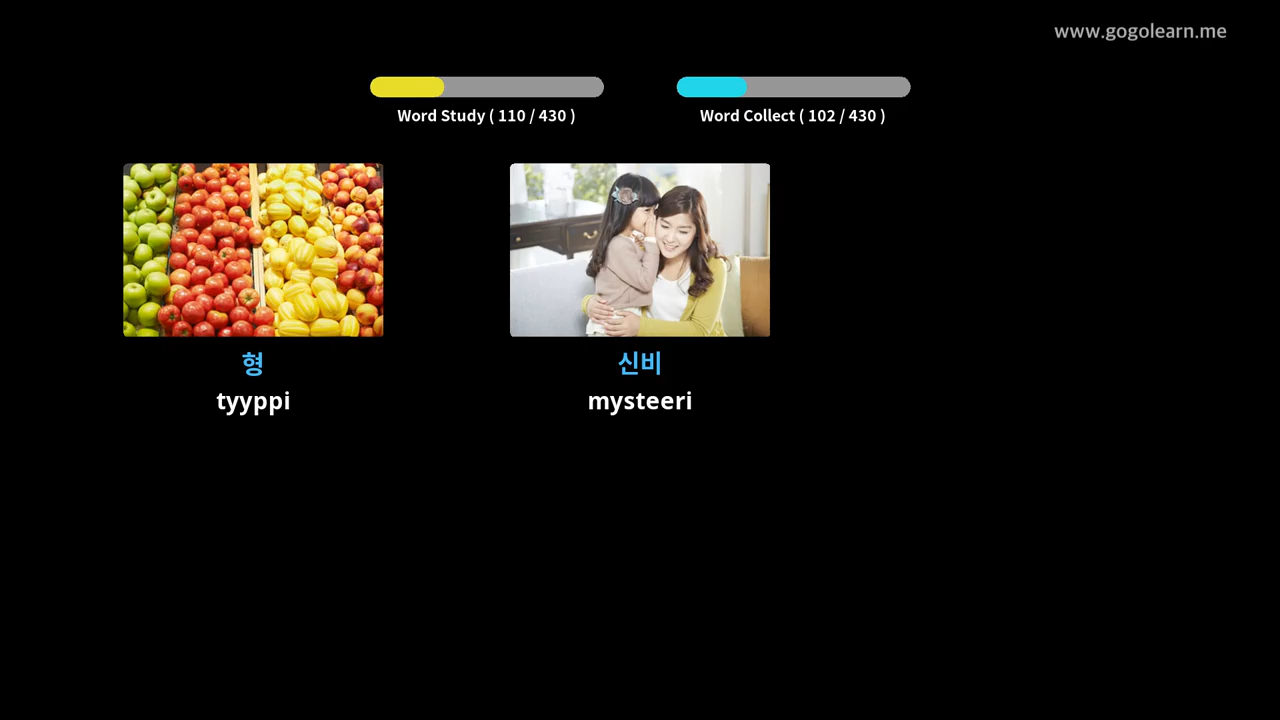 www.gogolearn.me
Word Study ( 110 / 430 )
Word Collect ( 102 / 430 )
형
tyyppi
신비
mysteeri